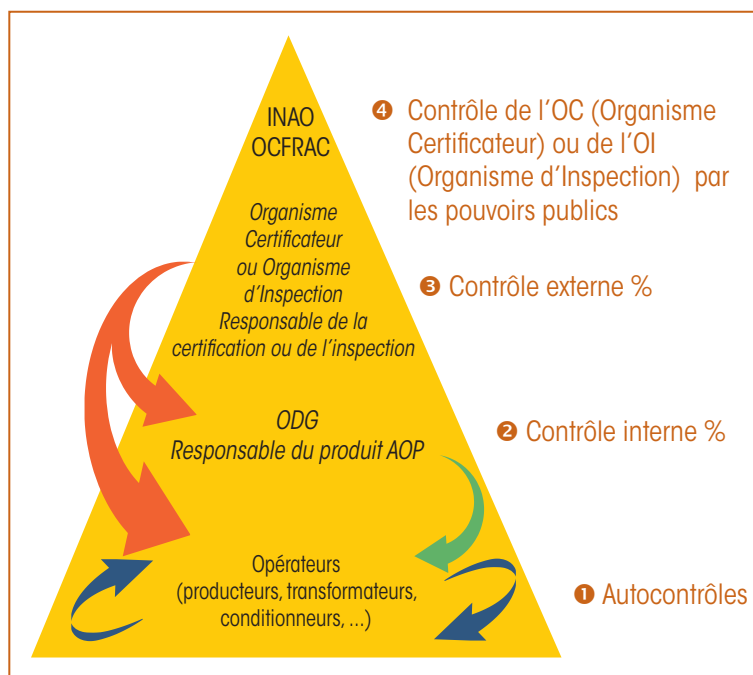 INAO
OCFRAC
Organisme
Certificateur
ou Organisme
d'Inspection
Responsable de la
certification ou de l'inspection
ODG
Responsable du produit AOP
Opérateurs
(producteurs, transformateurs,
conditionneurs, ...)
❹ Contrôle de l'OC (Organisme
Certificateur) ou de l'OI
(Organisme d'Inspection) par
les pouvoirs publics
❸ Contrôle externe %
❷ Contrôle interne %
❶ Autocontrôles